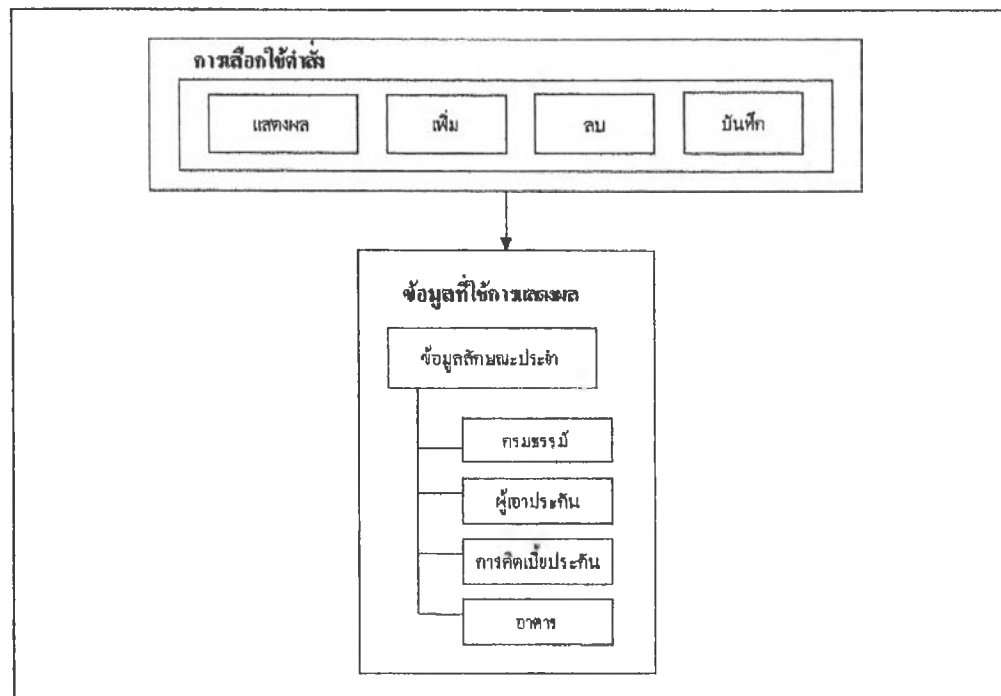 การเลือกใช้คำสั่ง
แสดงผล
เพิ่ม
ลบ
บันทึก
ข้อมูลที่ใช้การแสดงผล
ข้อมูลลักษณะประจำ
กรมธรรม์
ผู้เอาประกัน
การคิดเบี้ยประกัน
อาคาร